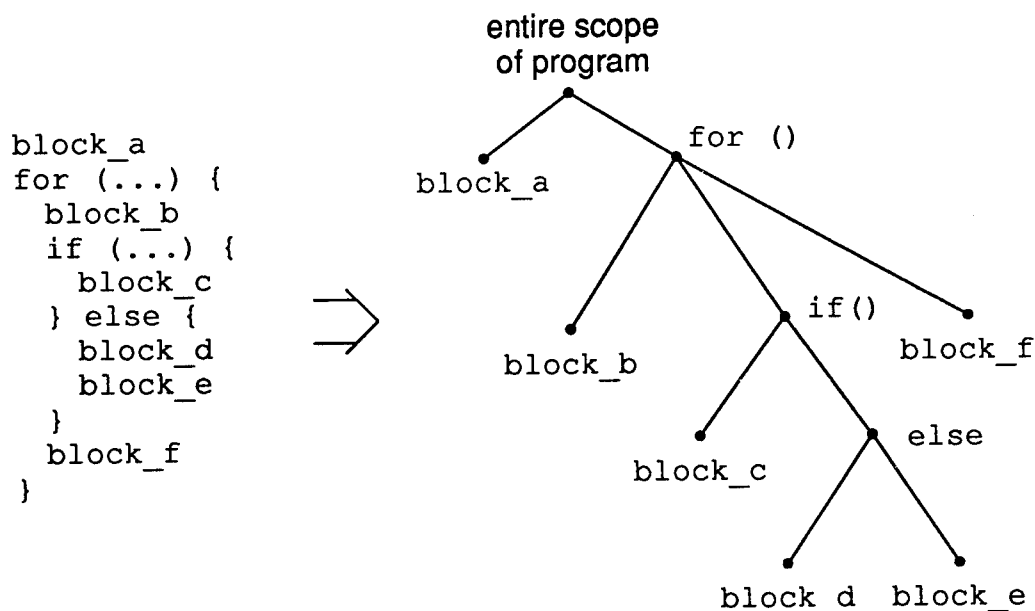 entire scope
of program
block_a
for (...) {
block_b
if (...) {
block_c
} else {
block_d
block_e
}
block_f
}
for ()
block_a
if()
block_b
block_f
else
block_c
block d
block_e